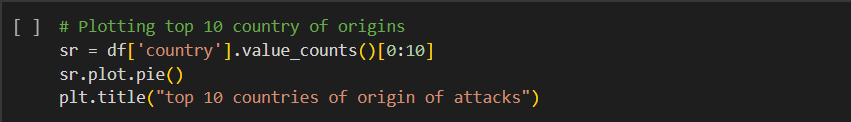 [ ] # Plotting top 10 country of origins
sr = df['country'].value_counts()[0:10]
sr.plot.pie()
plt.title("top 10 countries of origin of attacks")